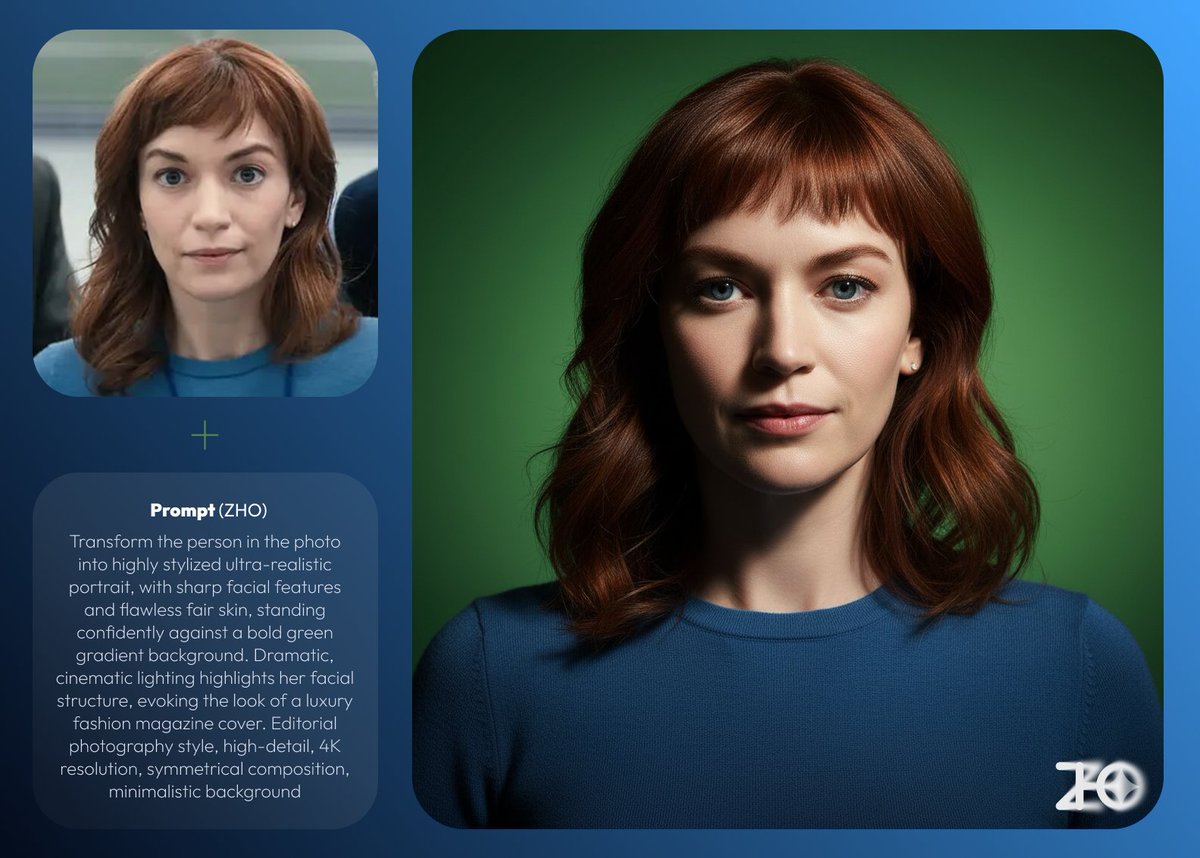 Prompt (ZHO)
Transform the person in the photo
into highly stylized ultra-realistic
portrait, with sharp facial features
and flawless fair skin, standing
confidently against a bold green
gradient background. Dramatic,
cinematic lighting highlights her facial
structure, evoking the look of a luxury
fashion magazine cover. Editorial
photography style, high-detail, 4K
resolution, symmetrical composition,
minimalistic background
ZHO